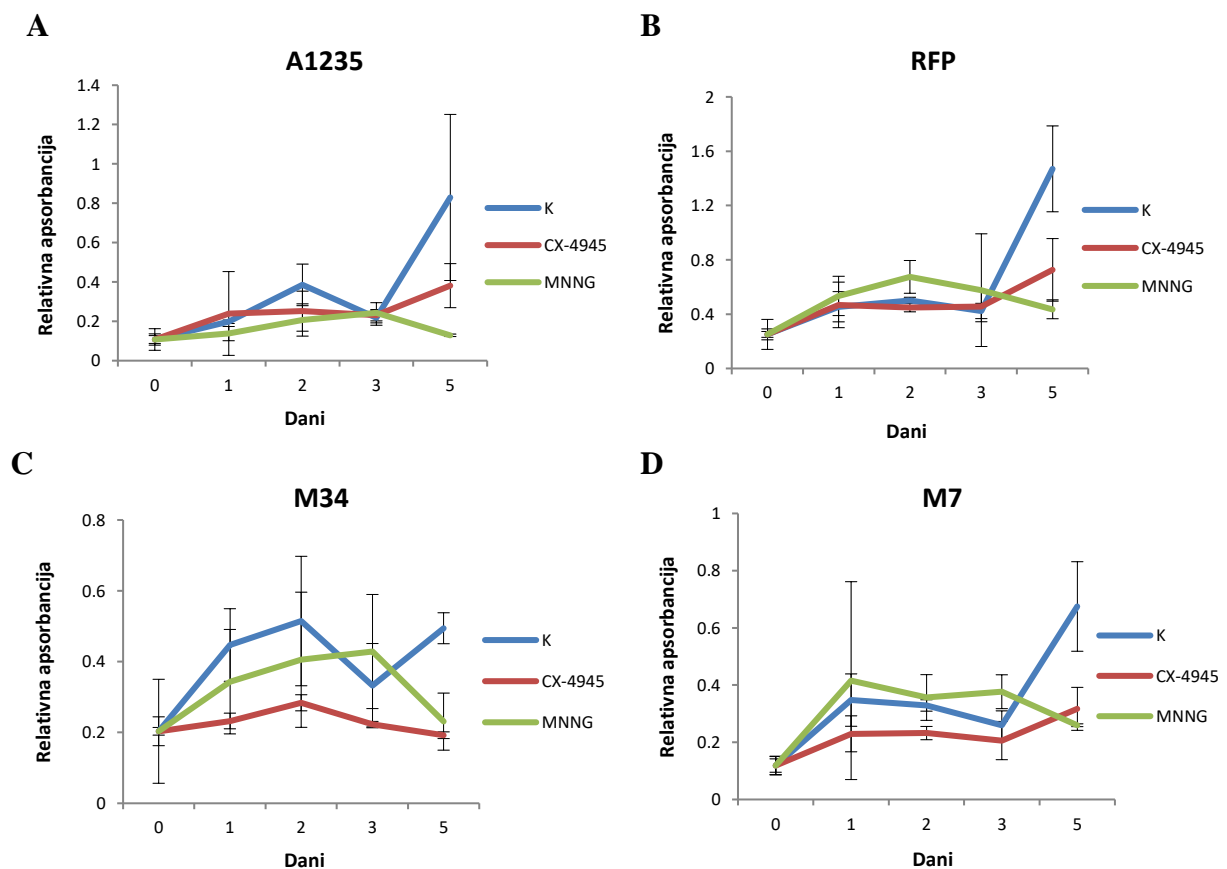 A
A1235
Relativna apsorbancija
1.4
1.2
1
0.8
0.6
0.4
0.2
0
0 1 2 3 5
Dani
K
CX-4945
MNNG
B
RFP
Relativna apsorbancija
2
1.6
1.2
0.8
0.4
0
0 1 2 3 5
Dani
K
CX-4945
MNNG
C
M34
Relativna apsorbancija
0.8
0.6
0.4
0.2
0
0 1 2 3 5
Dani
K
CX-4945
MNNG
D
M7
Relativna apsorbancija
1
0.8
0.6
0.4
0.2
0
0 1 2 3 5
Dani
K
CX-4945
MNNG